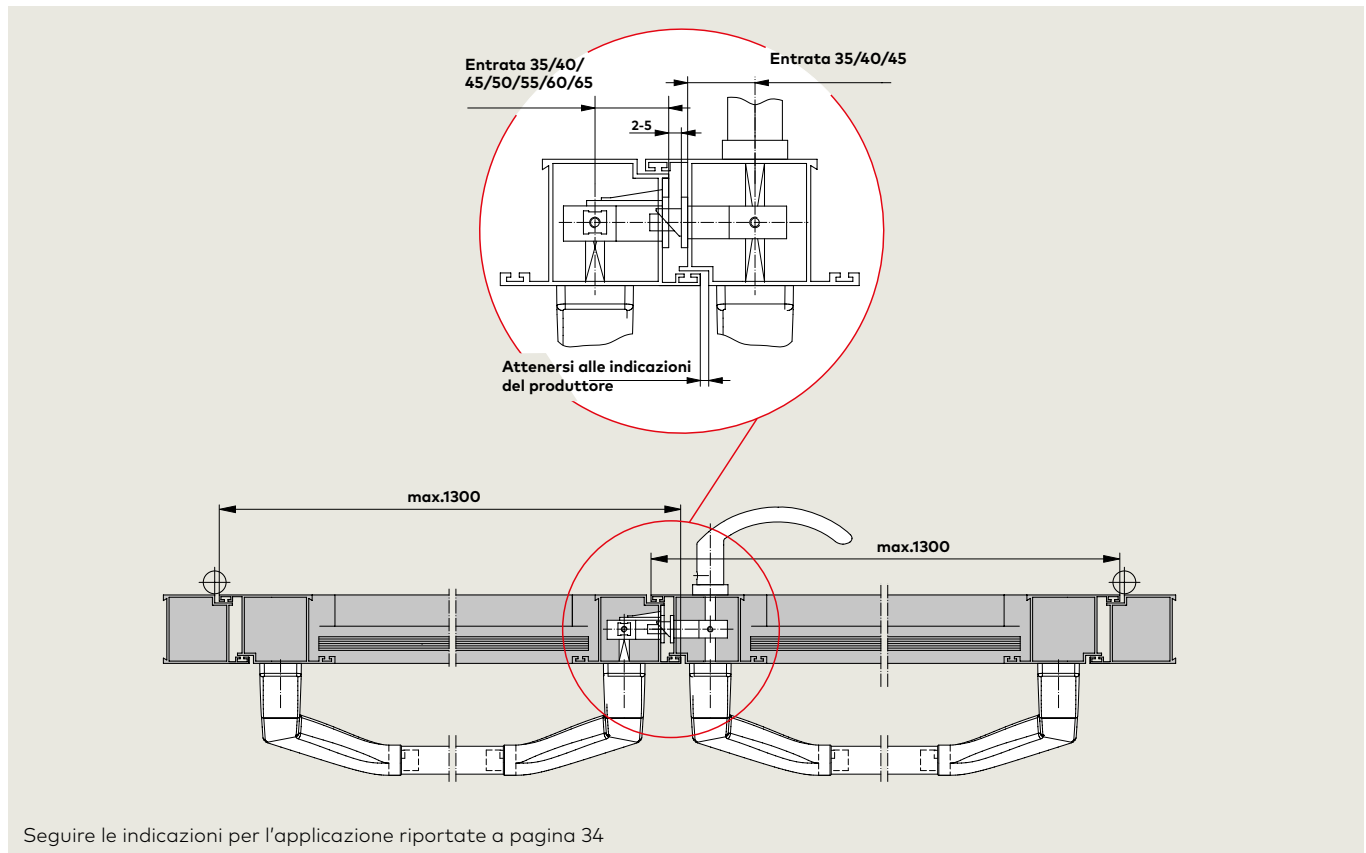 Entrata 35/40/
45/50/55/60/65
Entrata 35/40/45
2-5
Attenersi alle indicazioni
del produttore
max.1300
max.1300
Seguire le indicazioni per l'applicazione riportate a pagina 34